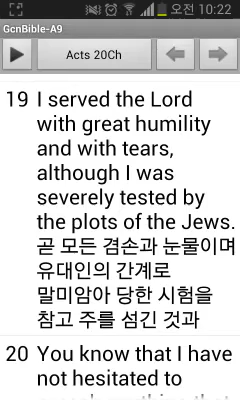 오전 10:22
GcnBible-A9
Acts 20Ch
19 I served the Lord
with great humility
and with tears,
although I was
severely tested by
the plots of the Jews.
곧 모든 겸손과 눈물이며
유대인의 간계로
말미암아 당한 시험을
참고 주를 섬긴 것과
20 You know that I have
not hesitated to